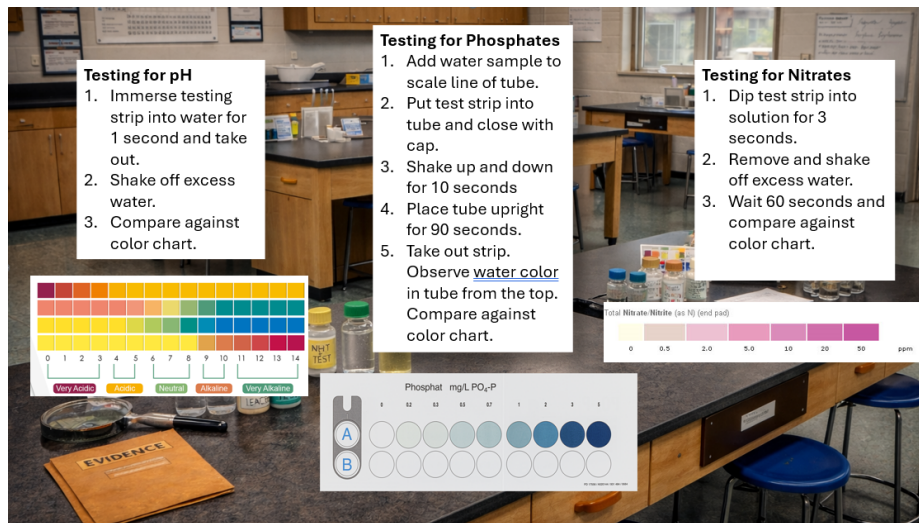 Testing for pH
1. Immerse testing
strip into water for
1 second and take
out.
2. Shake off excess
water.
3. Compare against
color chart.
Testing for Phosphates
1. Add water sample to
scale line of tube.
2. Put test strip into
tube and close with
cap.
3. Shake up and down
for 10 seconds
4. Place tube upright
for 90 seconds.
5. Take out strip.
Observe water color
in tube from the top.
Compare against
color chart.
Testing for Nitrates
1. Dip test strip into
solution for 3
seconds.
2. Remove and shake
off excess water.
3. Wait 60 seconds and
compare against
color chart.
0 1 2 3 4 5 6 7 8 9 10 11 12 13 14
Very Acidic Acidic Neutral Alkaline Very Alkaline
NHT
TEST
Total Nitrate/Nitrite (as N) (end pad)
0 0.5 2.0 5.0 10 20 50 ppm
Phosphat mg/L PO₄-P
0 0.2 0.3 0.5 0.7 1 2 3 5
A
B
EVIDENCE